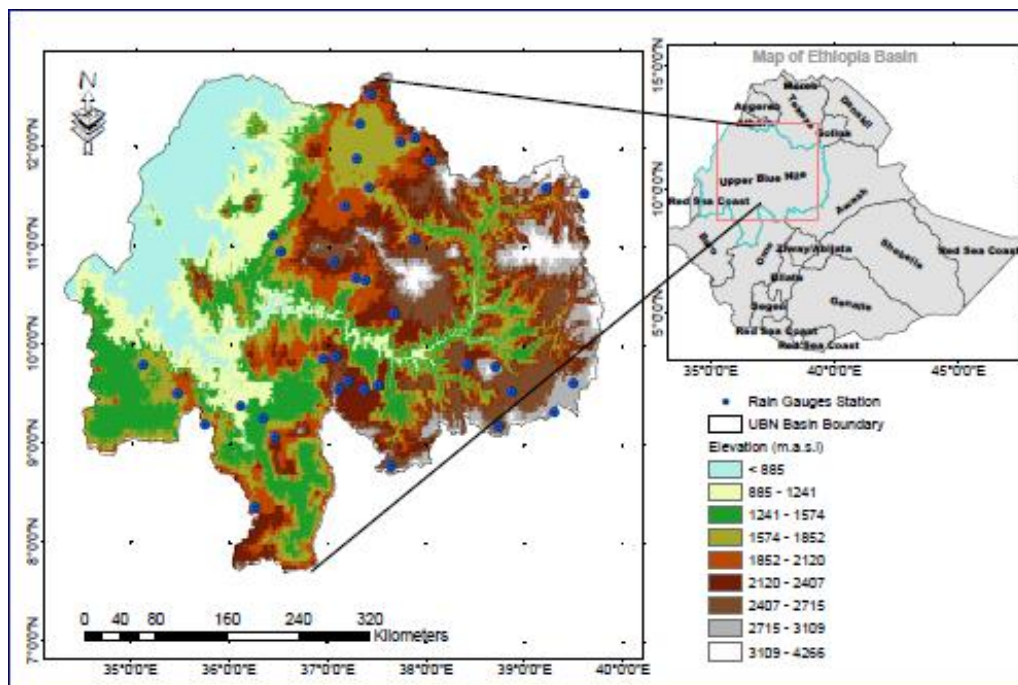 N
12°0'0"N
11°0'0"N
10°0'0"N
9°0'0"N
8°0'0"N
7°0'0"N
0 40 80 160 240 320
Kilometers
35°0'0"E 36°0'0"E 37°0'0"E 38°0'0"E 39°0'0"E 40°0'0"E
Map of Ethiopia Basin
15°0'0"N
10°0'0"N
5°0'0"N
Mereb
Tekeze
Denakil
Upper Blue Nile
Red Sea Coast
Awash
Omo
Ziway Abijata
Shebelle
Red Sea Coast
Bilate
Genale
Segen
Red Sea Coast
Red Sea Coast
35°0'0"E 40°0'0"E 45°0'0"E
Rain Gauges Station
UBN Basin Boundary
Elevation (m.a.s.l)
< 885
885 - 1241
1241 - 1574
1574 - 1852
1852 - 2120
2120 - 2407
2407 - 2715
2715 - 3109
3109 - 4266